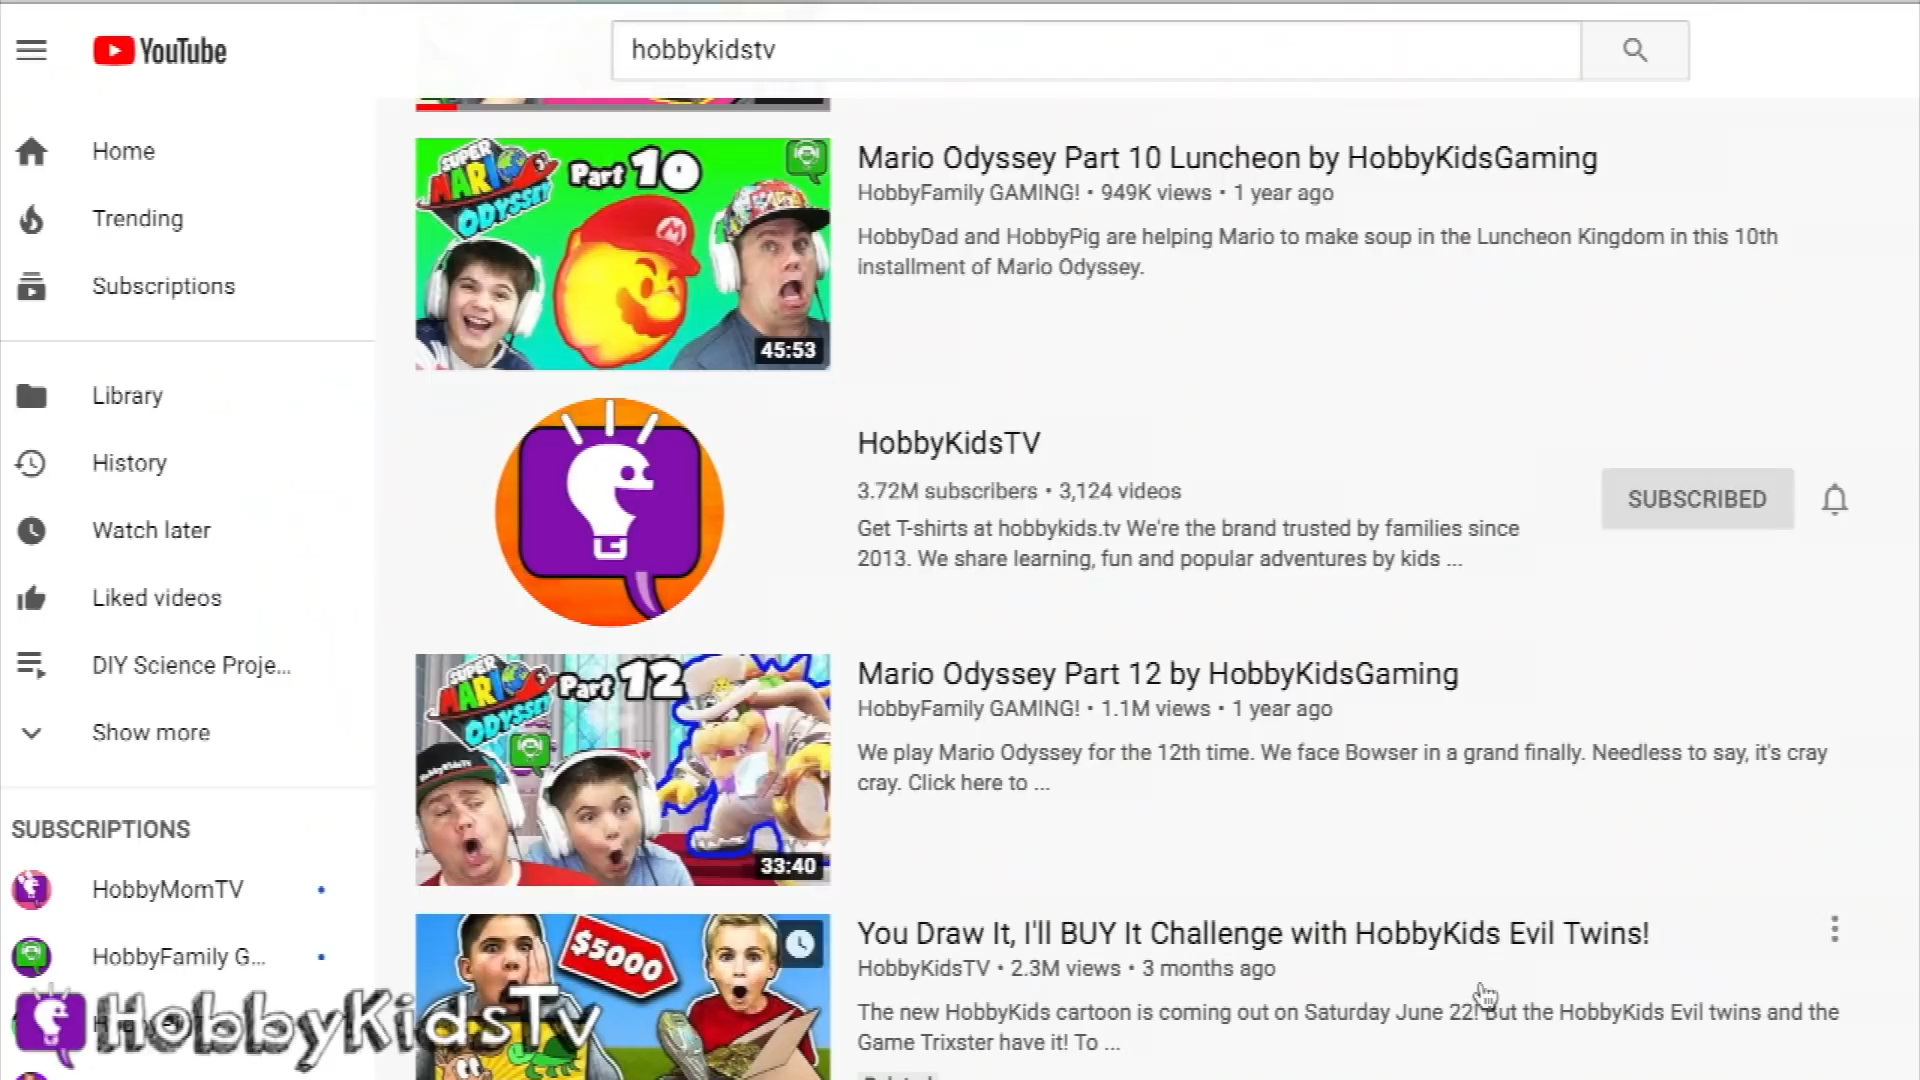 YouTube
hobbykidstv
Home
Trending
Subscriptions
Library
History
Watch later
Liked videos
DIY Science Proje...
Show more
SUBSCRIPTIONS
HobbyMomTV
HobbyFamily G...
HobbyKidsTv
SUPER
MARIO
ODYSSEY
Part 10
45:53
Mario Odyssey Part 10 Luncheon by HobbyKidsGaming
HobbyFamily GAMING! • 949K views • 1 year ago
HobbyDad and HobbyPig are helping Mario to make soup in the Luncheon Kingdom in this 10th
installment of Mario Odyssey.
HobbyKidsTV
3.72M subscribers • 3,124 videos
Get T-shirts at hobbykids.tv We're the brand trusted by families since
2013. We share learning, fun and popular adventures by kids ...
SUBSCRIBED
SUPER
MARIO
ODYSSEY
Part 12
HobbyKidsTV
33:40
Mario Odyssey Part 12 by HobbyKidsGaming
HobbyFamily GAMING! • 1.1M views • 1 year ago
We play Mario Odyssey for the 12th time. We face Bowser in a grand finally. Needless to say, it's cray
cray. Click here to ...
$5000
You Draw It, I'll BUY It Challenge with HobbyKids Evil Twins!
HobbyKidsTV • 2.3M views • 3 months ago
The new HobbyKids cartoon is coming out on Saturday June 22! But the HobbyKids Evil twins and the
Game Trixster have it! To ...